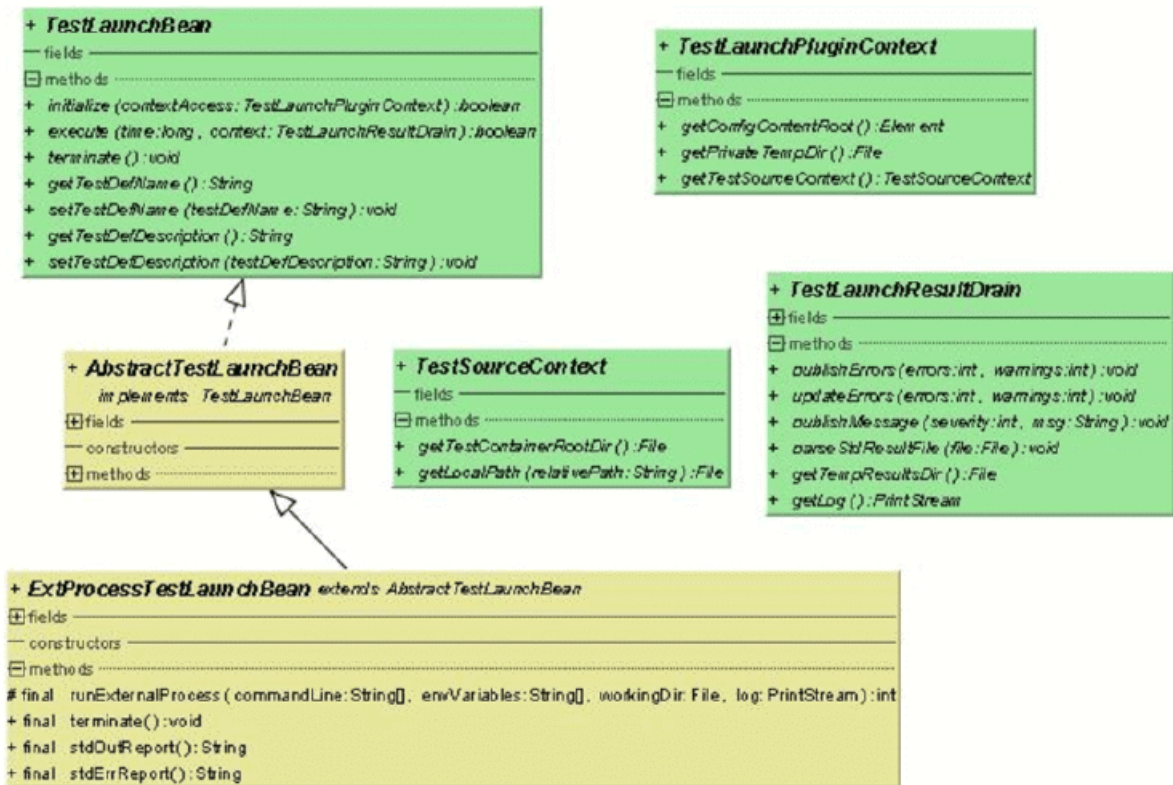 + TestLaunchBean
fields
methods
+ initialize (contextAccess: TestLaunchPluginContext) : boolean
+ execute (time:long , context: TestLaunchResultDrain) : boolean
+ terminate () : void
+ getTestDefName () : String
+ setTestDefName (testDefName: String) : void
+ getTestDefDescription () : String
+ setTestDefDescription (testDefDescription: String) : void
+ TestLaunchPluginContext
fields
methods
+ getConfigContentRoot () : Element
+ getPrivateTempDir () : File
+ getTestSourceContext () : TestSourceContext
+ AbstractTestLaunchBean
implements TestLaunchBean
fields
constructors
methods
+ TestSourceContext
fields
methods
+ getTestContainerRootDir () : File
+ getLocalPath (relativePath: String) : File
+ TestLaunchResultDrain
fields
methods
+ publishErrors (errors:int , warnings:int) : void
+ updateErrors (errors:int , warnings:int) : void
+ publishMessage (severity:int , msg: String) : void
+ parseStdResultFile (file: File) : void
+ getTempResultsDir () : File
+ getLog () : PrintStream
+ ExtProcessTestLaunchBean extends AbstractTestLaunchBean
fields
constructors
methods
# final runExternalProcess ( commandLine: String[] , envVariables: String[] , workingDir: File , log: PrintStream ) : int
+ final terminate() : void
+ final stdOutReport() : String
+ final stdErrReport() : String